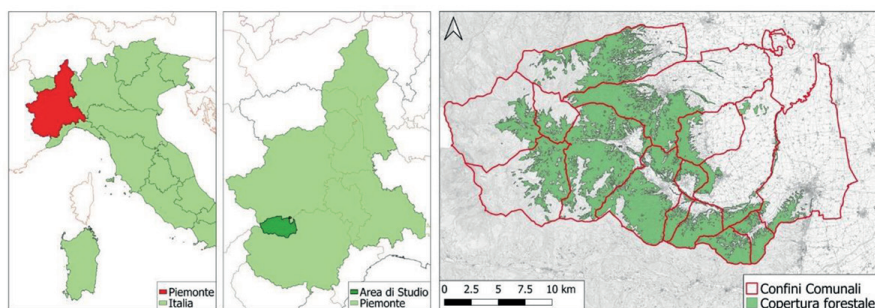 Piemonte
Italia
Area di Studio
Piemonte
0 2.5 5 7.5 10 km
Confini Comunali
Copertura forestale